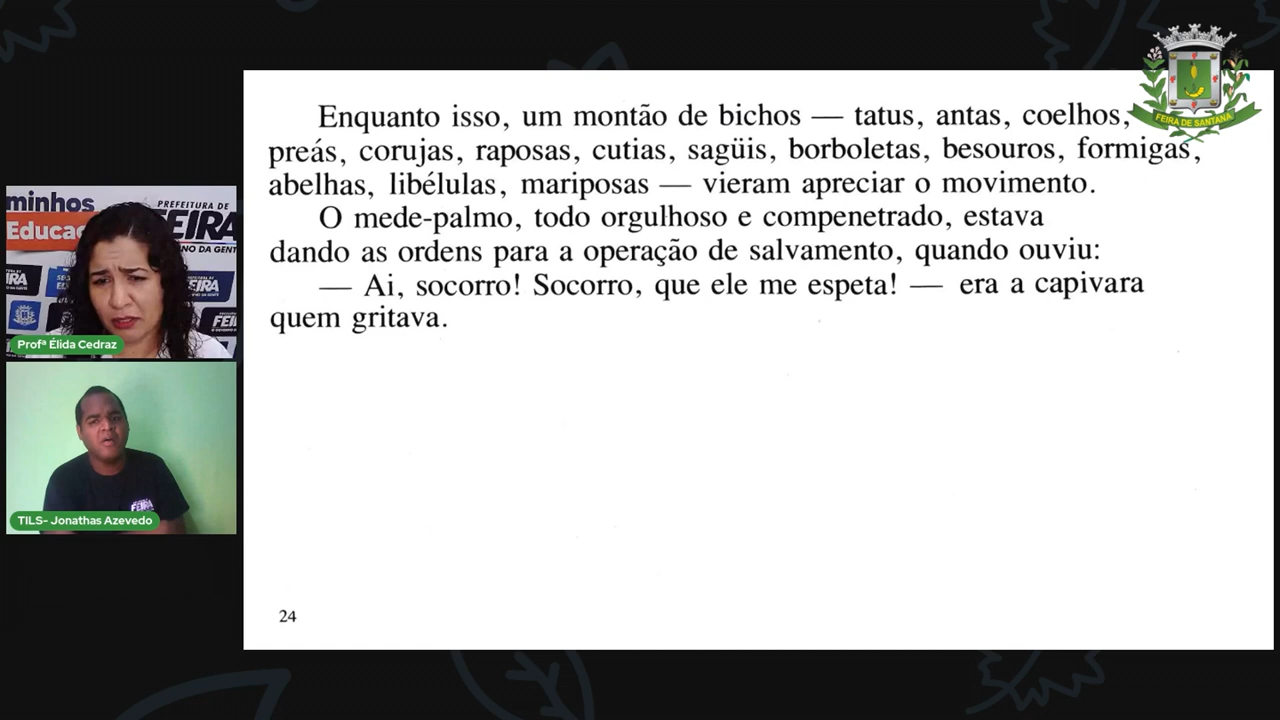 Enquanto isso, um montão de bichos — tatus, antas, coelhos,
preás, corujas, raposas, cutias, sagüis, borboletas, besouros, formigas,
abelhas, libélulas, mariposas — vieram apreciar o movimento.
O mede-palmo, todo orgulhoso e compenetrado, estava
dando as ordens para a operação de salvamento, quando ouviu:
— Ai, socorro! Socorro, que ele me espeta! — era a capivara
quem gritava.
24
FEIRA DE SANTANA
minhos
Educaç
PREFEITURA DE
FEIRA
Profª Élida Cedraz
TILS- Jonathas Azevedo